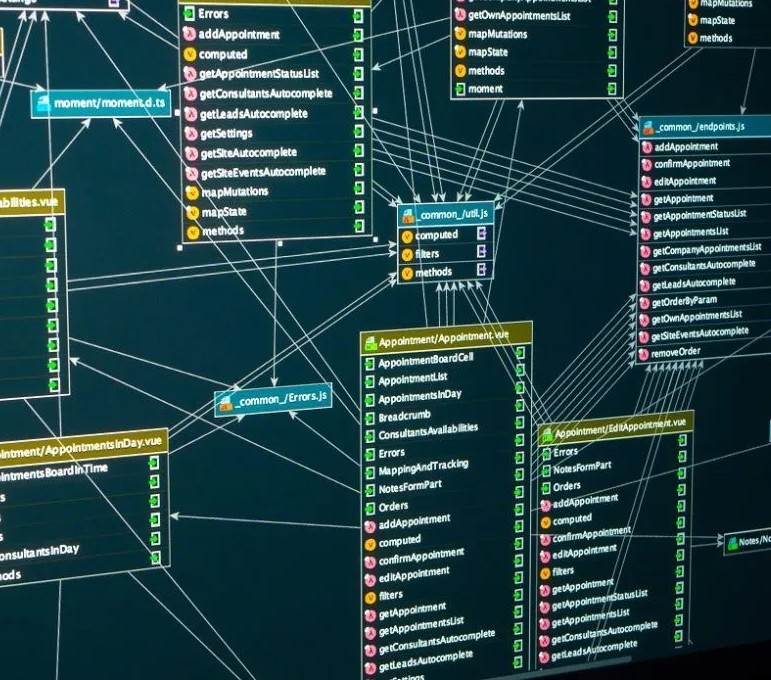 Errors
addAppointment
computed
getAppointmentStatusList
getConsultantsAutocomplete
getLeadsAutocomplete
getSettings
getSiteAutocomplete
getSiteEventsAutocomplete
mapMutations
mapState
methods
moment/moment.d.ts
getOwnAppointmentsList
mapMutations
mapState
methods
moment
mapMutations
mapState
methods
_common_/endpoints.js
addAppointment
confirmAppointment
editAppointment
getAppointment
getAppointmentStatusList
getAppointmentsList
getCompanyAppointmentsList
getConsultantsAutocomplete
getLeadsAutocomplete
getOrderByParam
getOwnAppointmentsList
getSiteEventsAutocomplete
removeOrder
_common_/util.js
computed
filters
methods
abilities.vue
_common_/Errors.js
ntment/AppointmentsInDay.vue
ointmentsBoardInTime
s
s
onsultantsInDay
hods
Appointment/Appointment.vue
AppointmentBoardCell
AppointmentList
AppointmentsInDay
Breadcrumb
ConsultantsAvailabilities
Errors
MappingAndTracking
NotesFormPart
Orders
addAppointment
computed
confirmAppointment
editAppointment
filters
getAppointment
getAppointmentsList
getConsultantsAutocomplete
getLeadsAutocomplete
Appointment/EditAppointment.vue
Errors
NotesFormPart
Orders
addAppointment
computed
confirmAppointment
editAppointment
filters
getAppointment
getAppointmentStatusList
getAppointmentsList
getConsultantsAutocomplete
getLeadsAutocomplete
Notes/No